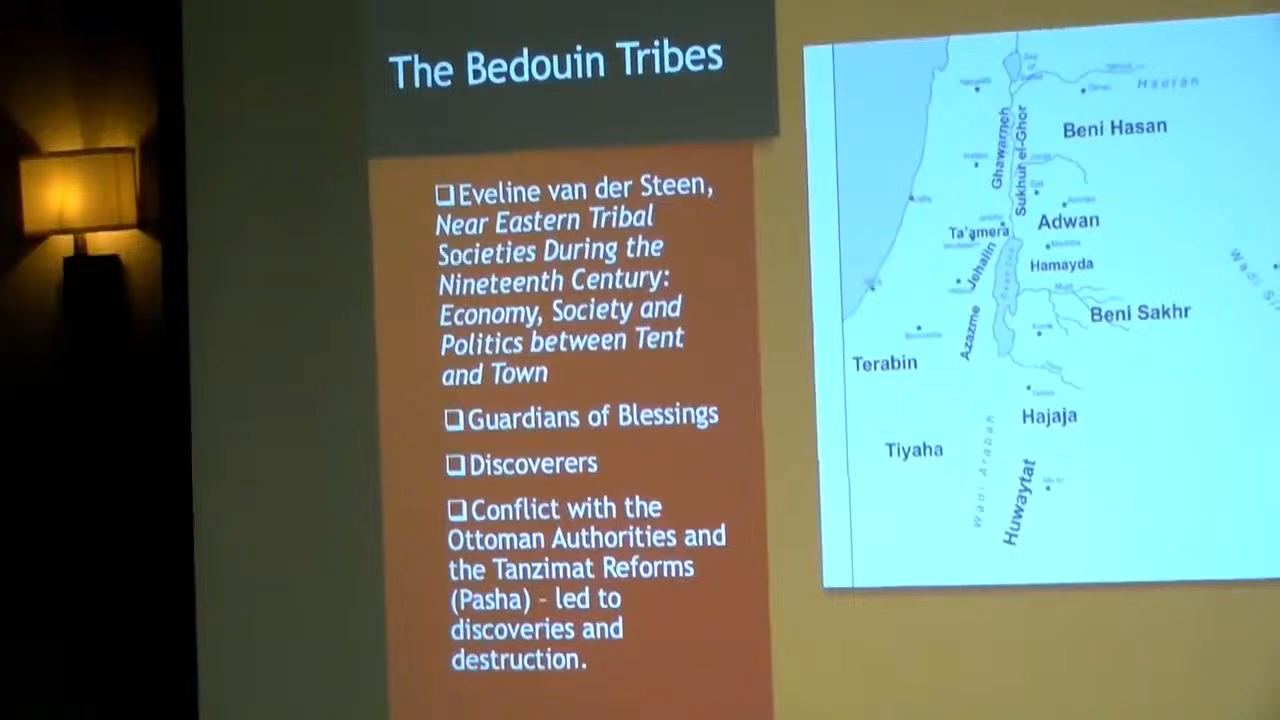 The Bedouin Tribes
❑Eveline van der Steen,
Near Eastern Tribal
Societies During the
Nineteenth Century:
Economy, Society and
Politics between Tent
and Town
❑Guardians of Blessings
❑Discoverers
❑Conflict with the
Ottoman Authorities and
the Tanzimat Reforms
(Pasha) - led to
discoveries and
destruction.
Hauran
Beni Hasan
Ghawarneh
Sukhur el-Ghor
Adwan
Ta'amera
Jehalin
Hamayda
Beni Sakhr
Azazme
Terabin
Hajaja
Tiyaha
Wadi Arabah
Huwaytat
Wadi